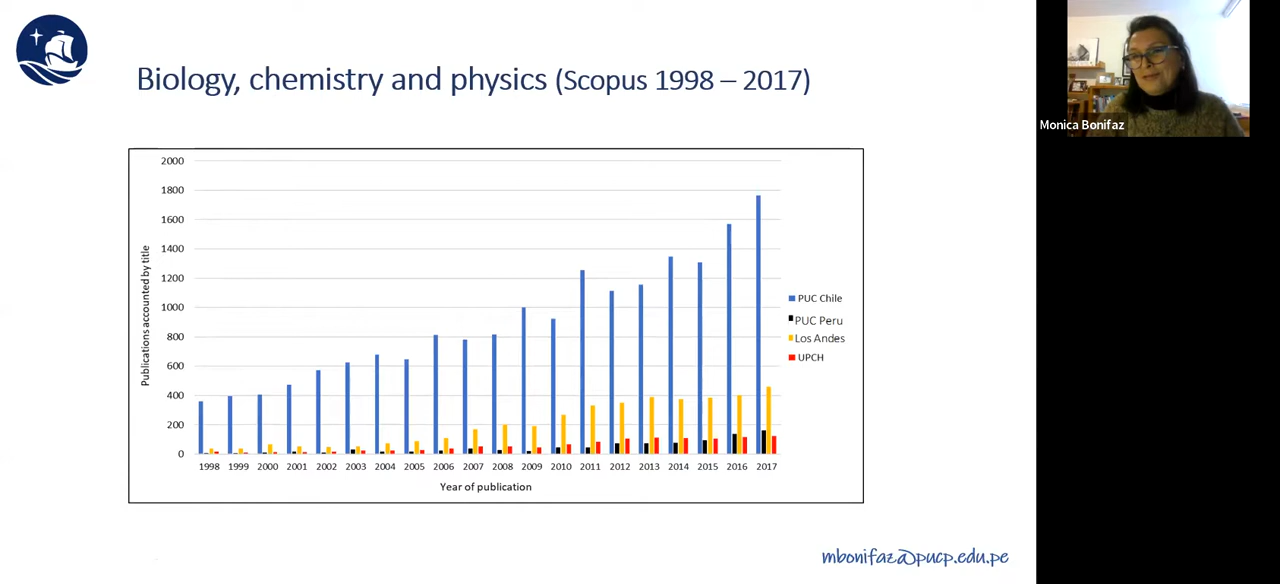 Biology, chemistry and physics (Scopus 1998 – 2017)
Monica Bonifaz
2000
1800
1600
1400
1200
1000
800
600
400
200
0
Publications accounted by title
1998 1999 2000 2001 2002 2003 2004 2005 2006 2007 2008 2009 2010 2011 2012 2013 2014 2015 2016 2017
Year of publication
PUC Chile
PUC Peru
Los Andes
UPCH
mbonifaz@pucp.edu.pe